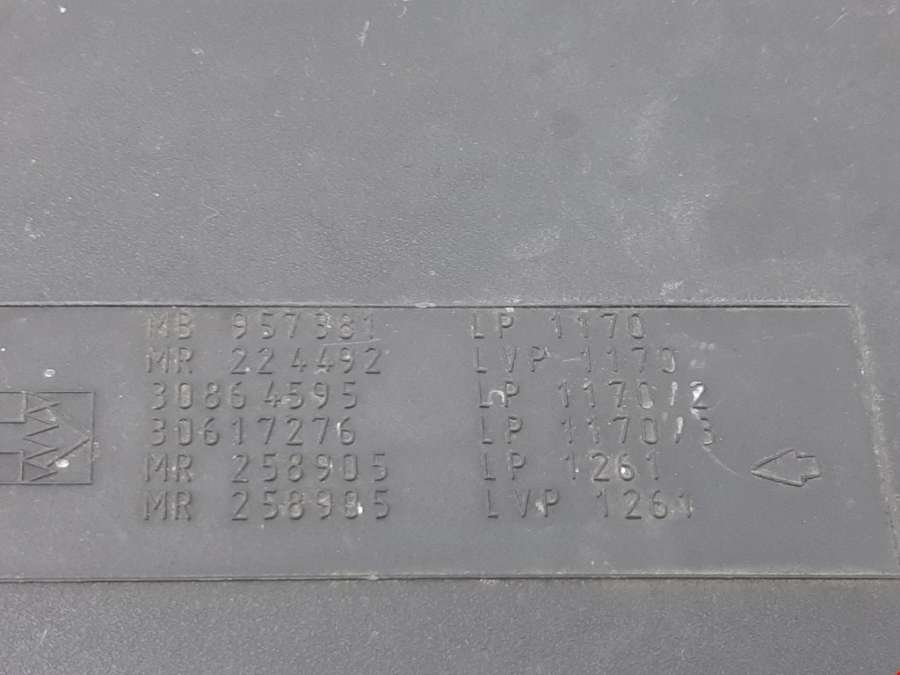 MB 957381 LP 1170
MR 224492 LVP 1170
30864595 LP 1170/2
30617276 LP 1170/3
MR 258905 LP 1261
MR 258985 LVP 1261